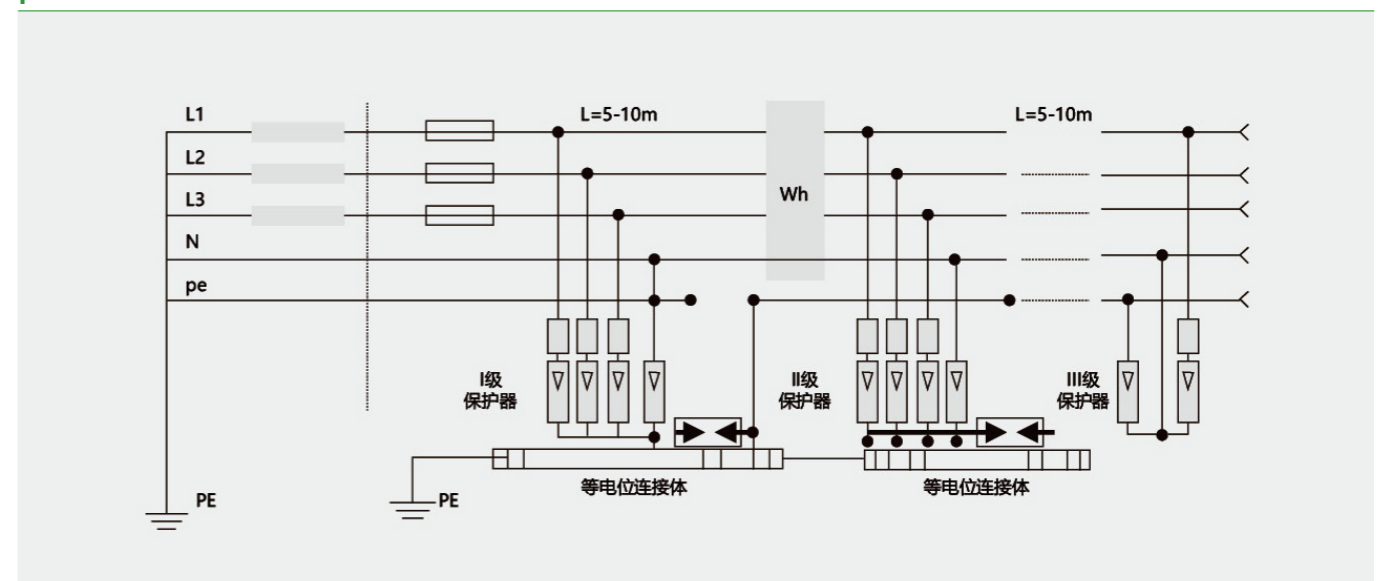 L1
L=5-10m
L=5-10m
L2
L3
Wh
N
pe
I级
保护器
II级
保护器
III级
保护器
等电位连接体
等电位连接体
PE
PE